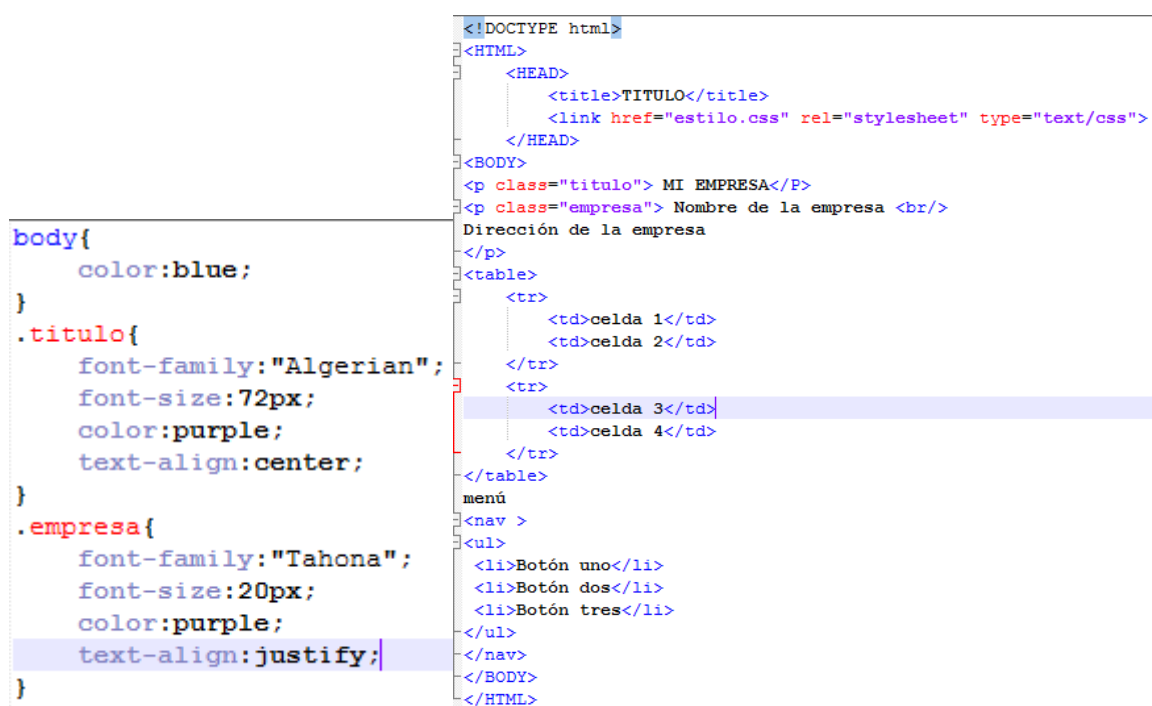 body{
    color:blue;
}
.titulo{
    font-family:"Algerian";
    font-size:72px;
    color:purple;
    text-align:center;
}
.empresa{
    font-family:"Tahona";
    font-size:20px;
    color:purple;
    text-align:justify;
}
<!DOCTYPE html>
<HTML>
    <HEAD>
        <title>TITULO</title>
        <link href="estilo.css" rel="stylesheet" type="text/css">
    </HEAD>
<BODY>
<p class="titulo"> MI EMPRESA</P>
<p class="empresa"> Nombre de la empresa <br/>
Dirección de la empresa
</p>
<table>
    <tr>
        <td>celda 1</td>
        <td>celda 2</td>
    </tr>
    <tr>
        <td>celda 3</td>
        <td>celda 4</td>
    </tr>
</table>
menú
<nav >
<ul>
 <li>Botón uno</li>
 <li>Botón dos</li>
 <li>Botón tres</li>
</ul>
</nav>
</BODY>
</HTML>